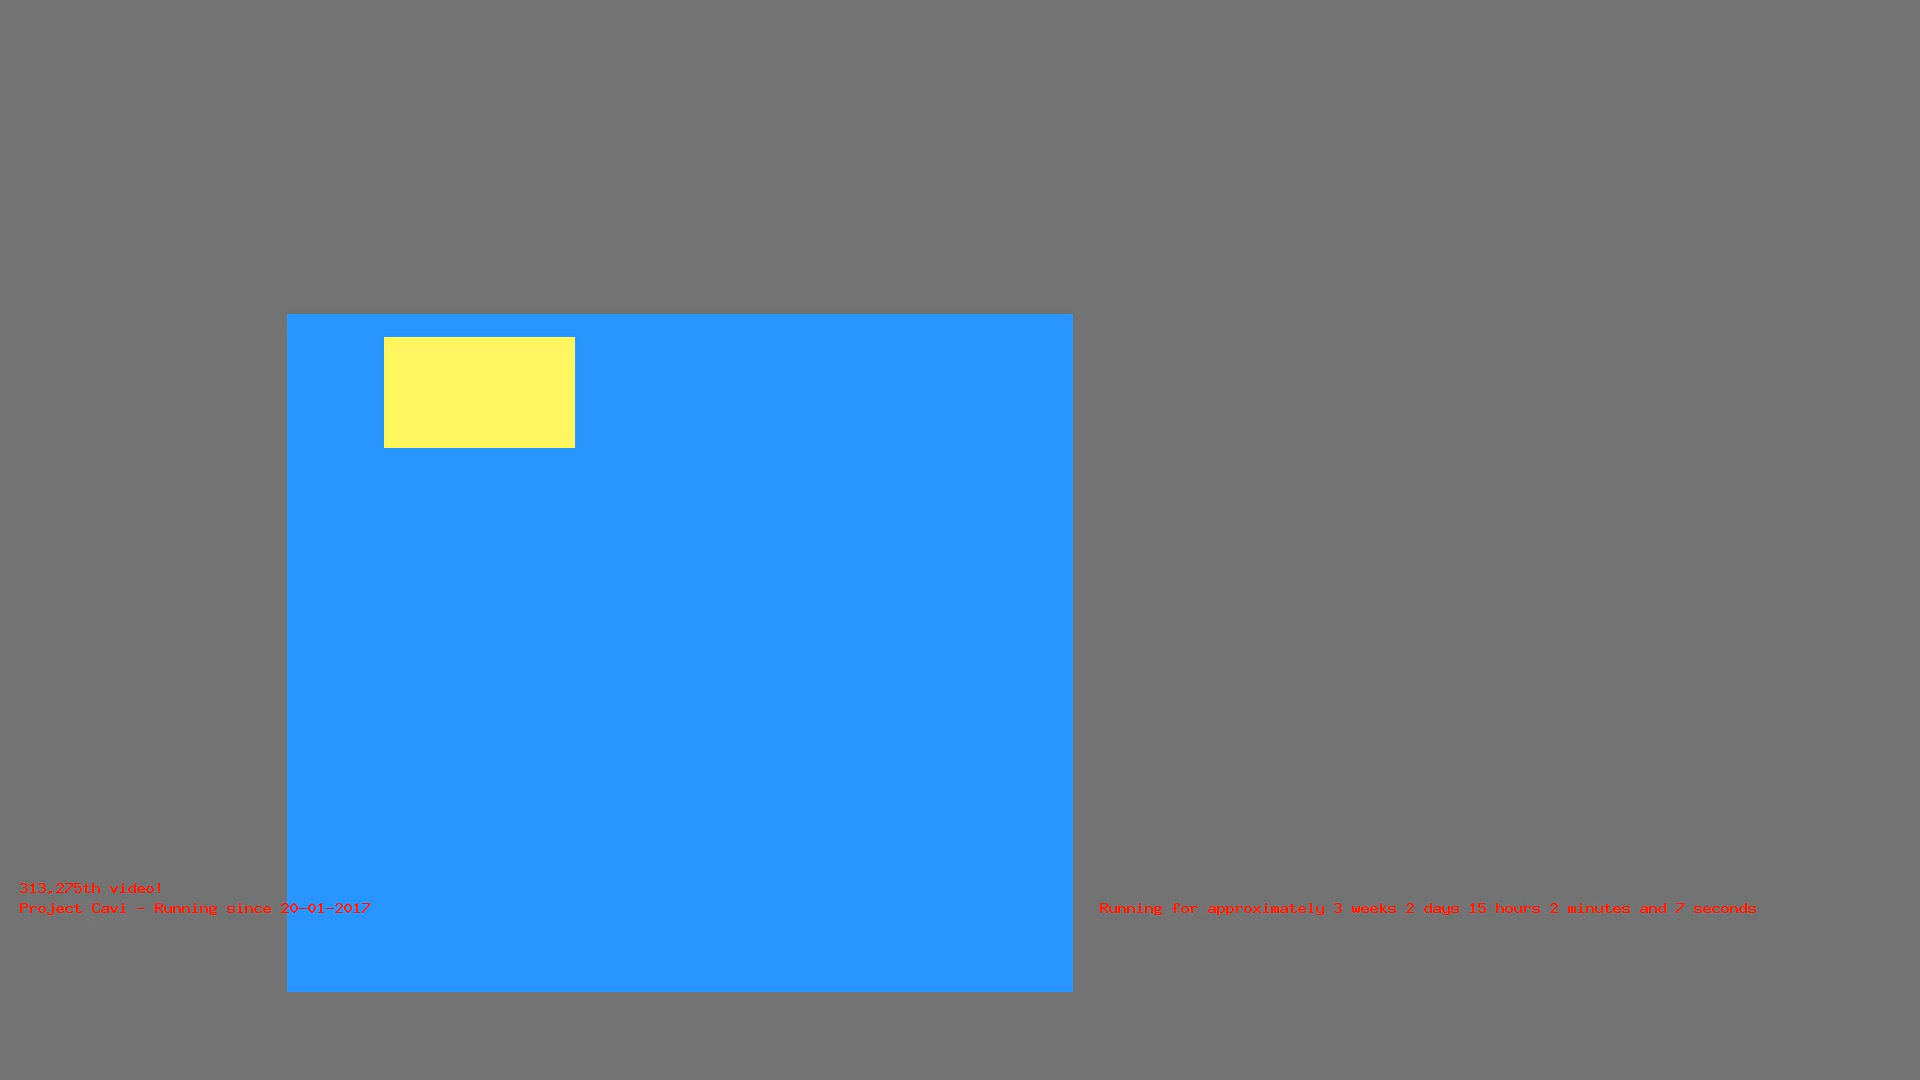 313,275th video!
Project Cavi - Running since 20-01-2017
Running for approximately 3 weeks 2 days 15 hours 2 minutes and 7 seconds